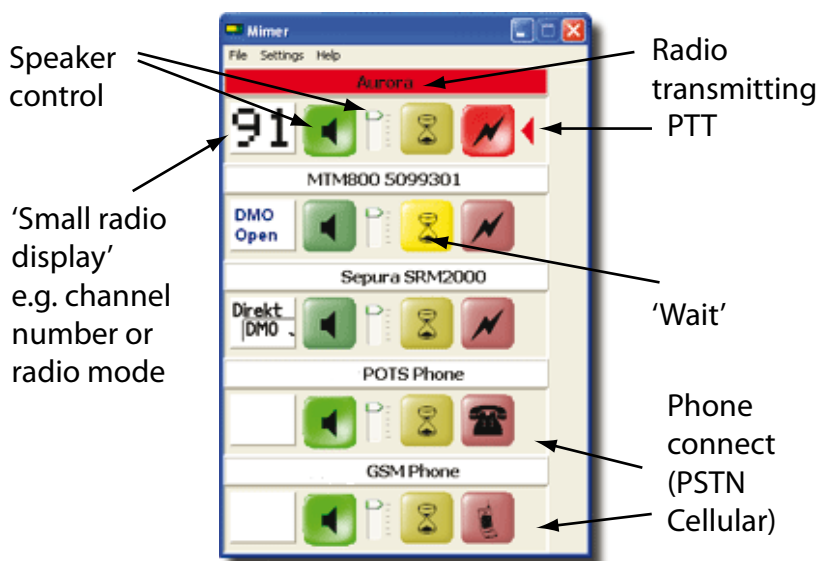 Mimer
File Settings Help
Aurora
91
MTM800 5099301
DMO
Open
Sepura SRM2000
Direkt
DMO
POTS Phone
GSM Phone
Speaker
control
'Small radio
display'
e.g. channel
number or
radio mode
Radio
transmitting
PTT
'Wait'
Phone
connect
(PSTN
Cellular)